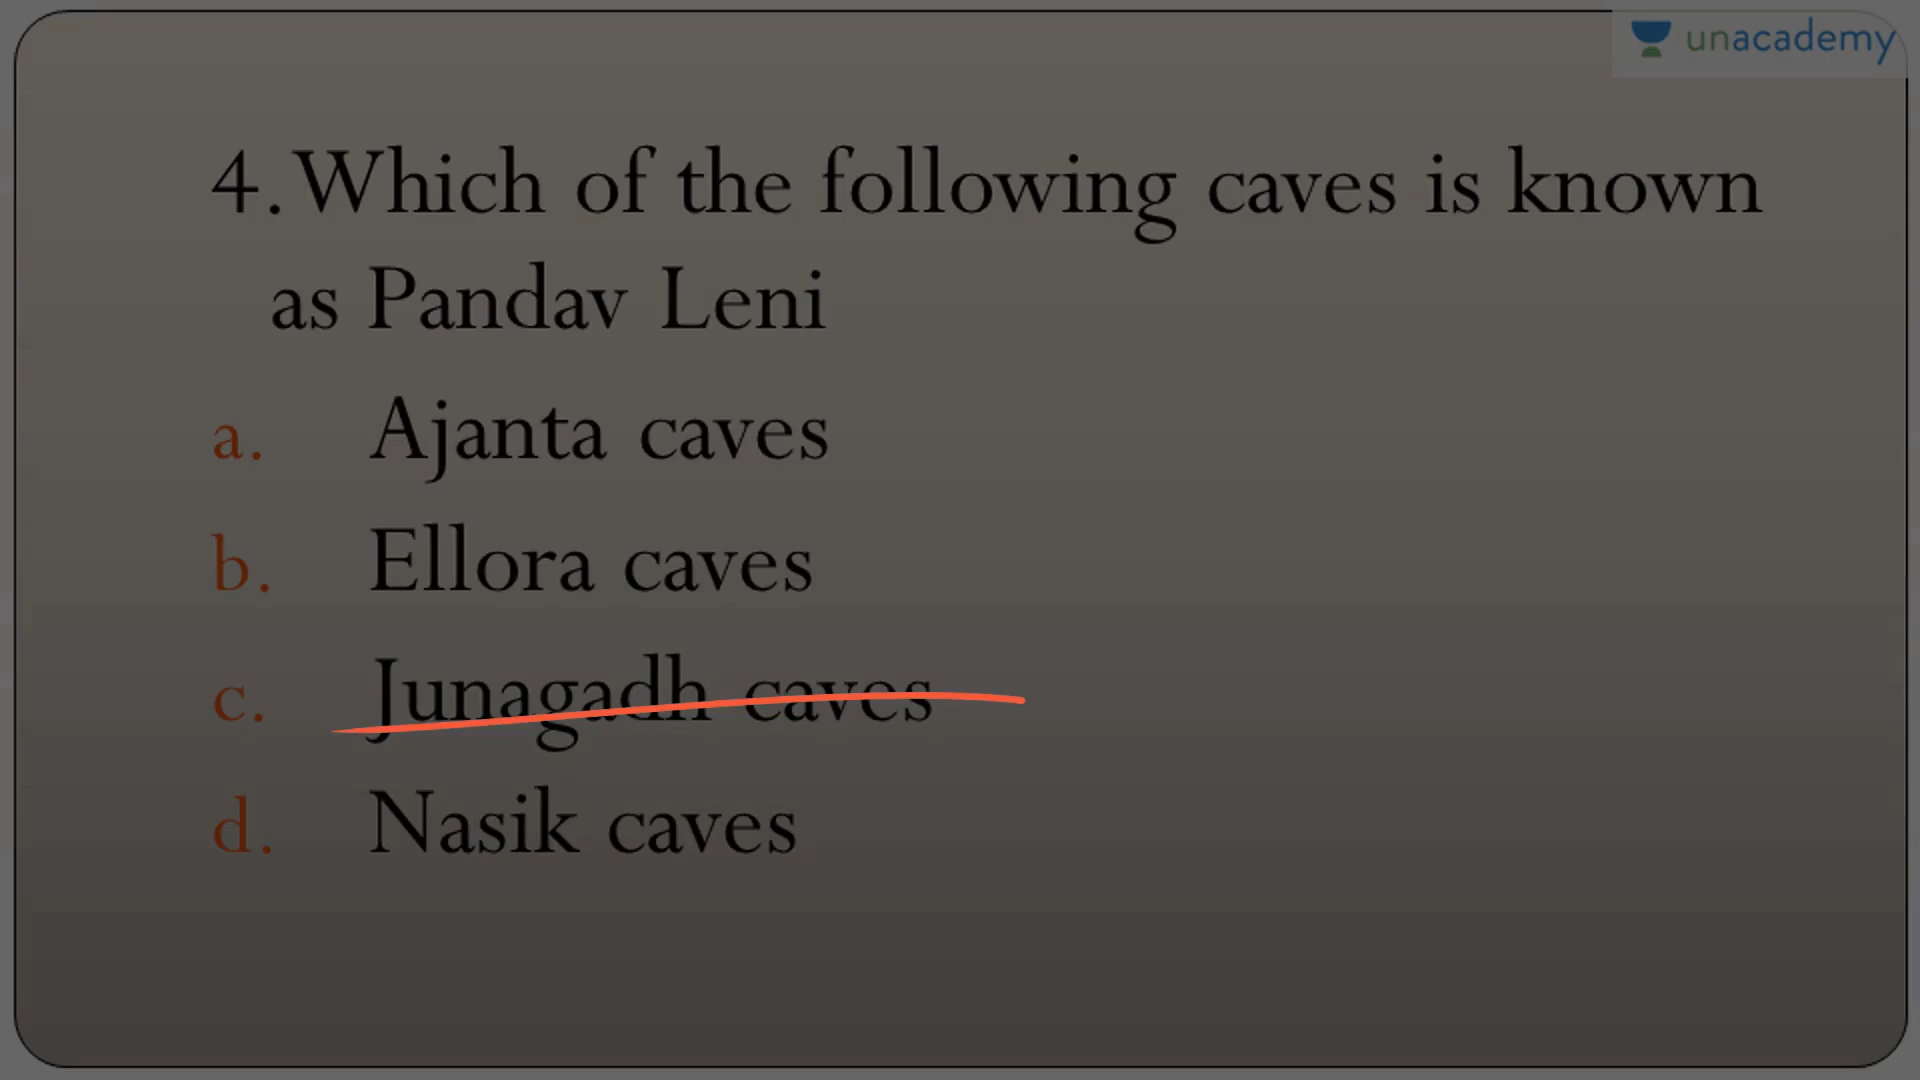 unacademy
4. Which of the following caves is known
as Pandav Leni
a. Ajanta caves
b. Ellora caves
c. Junagadh caves
d. Nasik caves